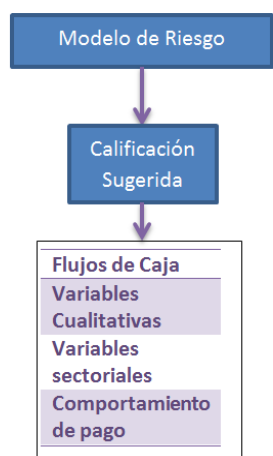 Modelo de Riesgo
Calificación
Sugerida
Flujos de Caja
Variables
Cualitativas
Variables
sectoriales
Comportamiento
de pago